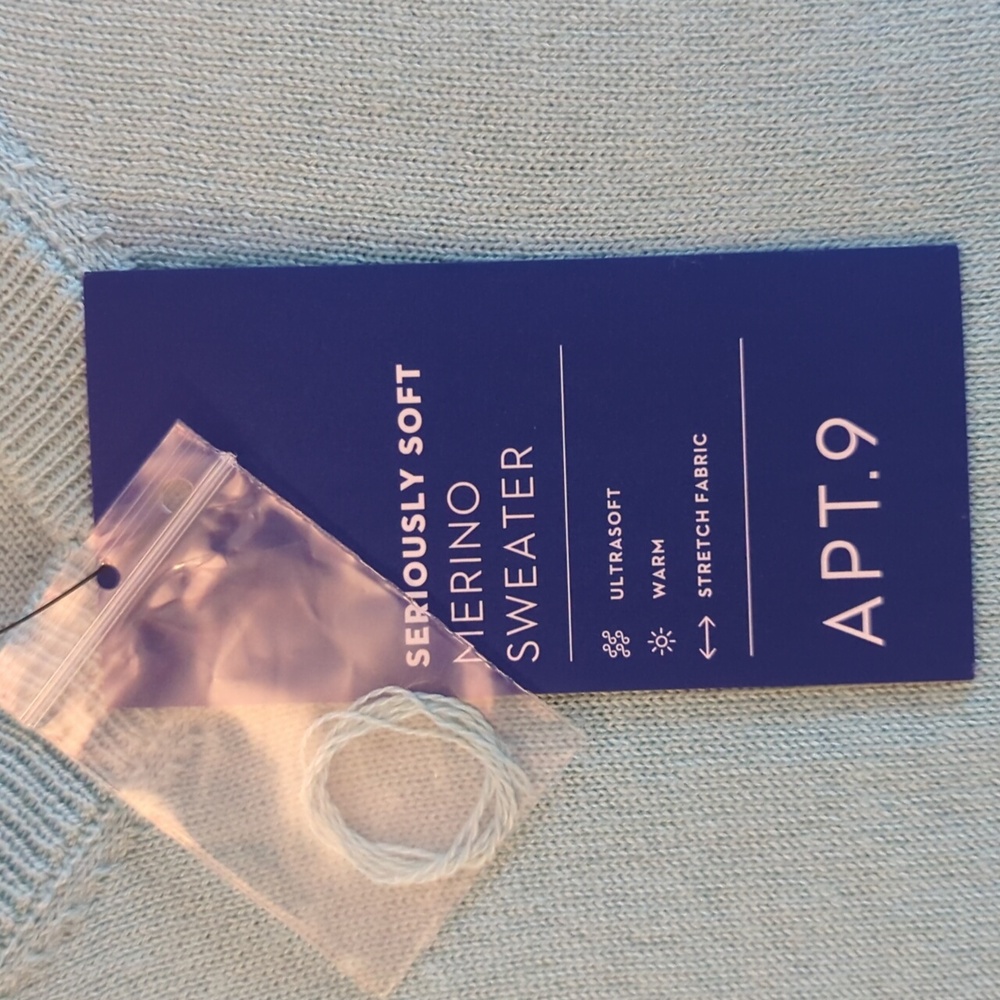 SERIOUSLY SOFT
MERINO
SWEATER
ULTRASOFT
WARM
STRETCH FABRIC
APT.9